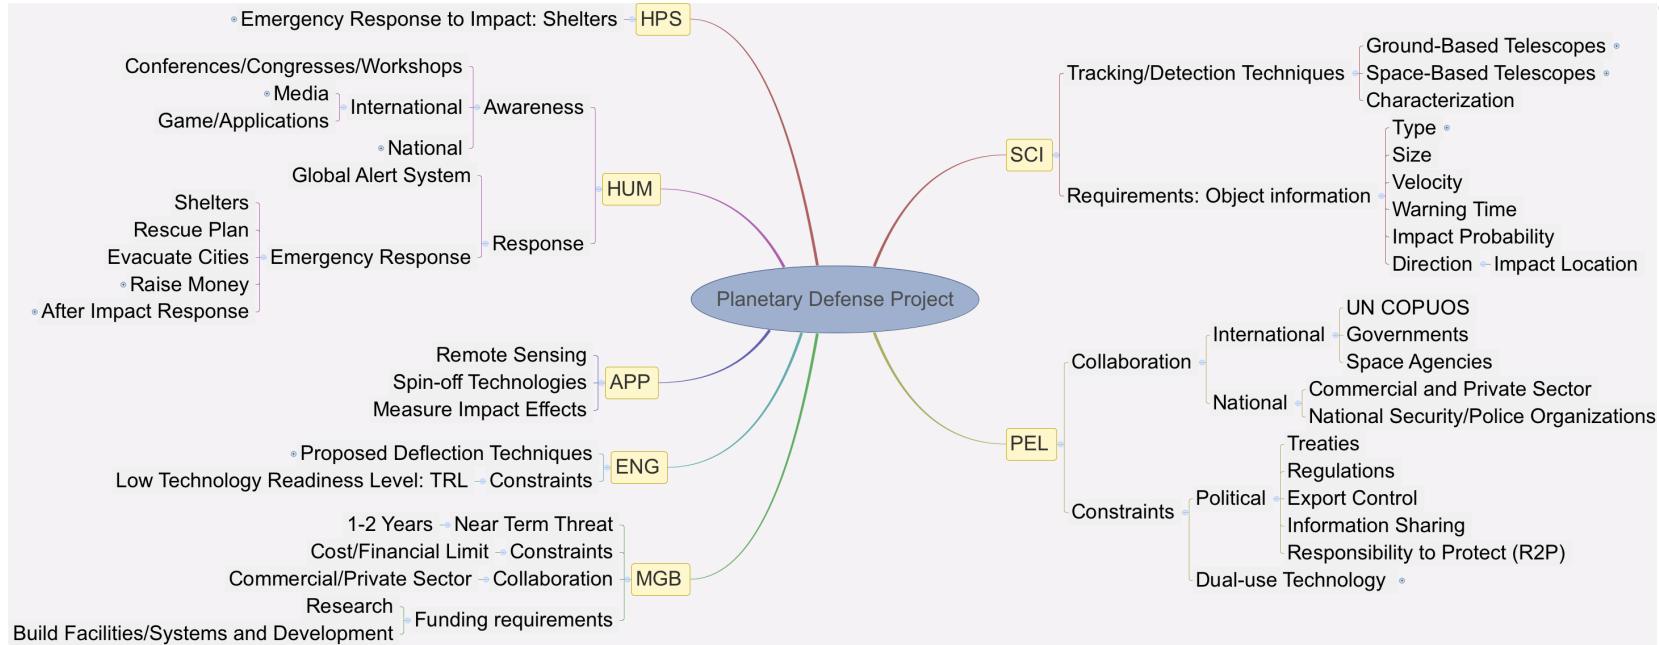 Planetary Defense Project
HPS
Emergency Response to Impact: Shelters
HUM
Awareness
Conferences/Congresses/Workshops
International
Media
Game/Applications
National
Response
Global Alert System
Emergency Response
Shelters
Rescue Plan
Evacuate Cities
Raise Money
After Impact Response
APP
Remote Sensing
Spin-off Technologies
Measure Impact Effects
ENG
Proposed Deflection Techniques
Constraints
Low Technology Readiness Level: TRL
MGB
Near Term Threat
1-2 Years
Constraints
Cost/Financial Limit
Collaboration
Commercial/Private Sector
Funding requirements
Research
Build Facilities/Systems and Development
SCI
Tracking/Detection Techniques
Ground-Based Telescopes
Space-Based Telescopes
Characterization
Requirements: Object information
Type
Size
Velocity
Warning Time
Impact Probability
Direction
Impact Location
PEL
Collaboration
International
UN COPUOS
Governments
Space Agencies
National
Commercial and Private Sector
National Security/Police Organizations
Constraints
Political
Treaties
Regulations
Export Control
Information Sharing
Responsibility to Protect (R2P)
Dual-use Technology